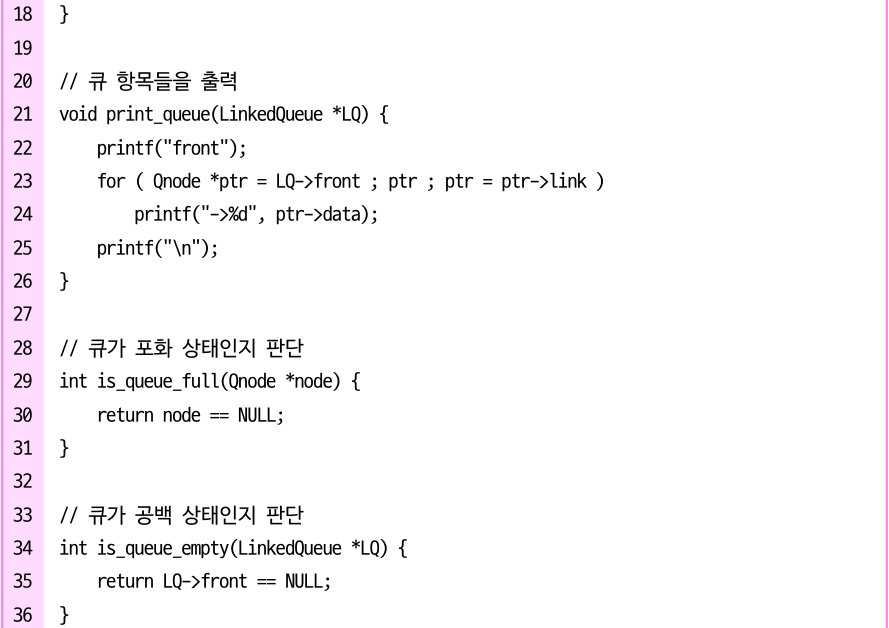 18 }
19
20 // 큐 항목들을 출력
21 void print_queue(LinkedQueue *LQ) {
22     printf("front");
23     for ( Qnode *ptr = LQ->front ; ptr ; ptr = ptr->link )
24         printf("->%d", ptr->data);
25     printf("\n");
26 }
27
28 // 큐가 포화 상태인지 판단
29 int is_queue_full(Qnode *node) {
30     return node == NULL;
31 }
32
33 // 큐가 공백 상태인지 판단
34 int is_queue_empty(LinkedQueue *LQ) {
35     return LQ->front == NULL;
36 }